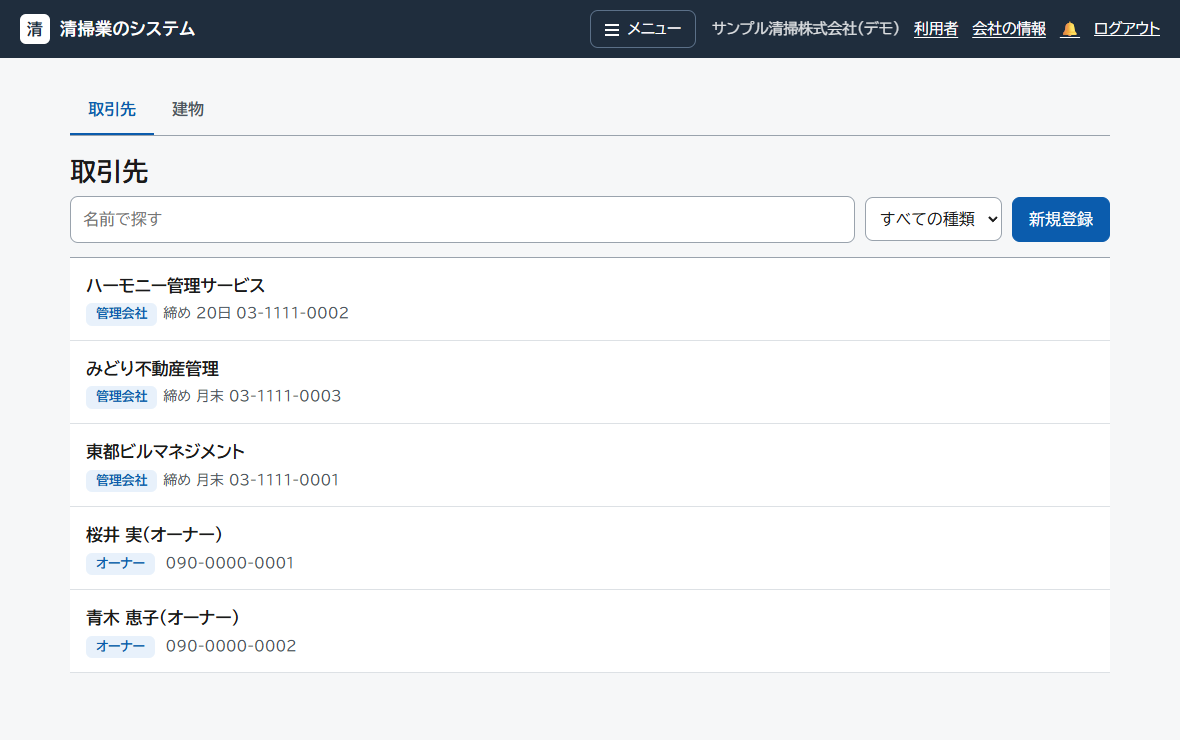 清 清掃業のシステム メニュー サンプル清掃株式会社(デモ) 利用者 会社の情報 ログアウト
取引先 建物
取引先
名前で探す すべての種類 新規登録
ハーモニー管理サービス
管理会社 締め 20日 03-1111-0002
みどり不動産管理
管理会社 締め 月末 03-1111-0003
東都ビルマネジメント
管理会社 締め 月末 03-1111-0001
桜井 実(オーナー)
オーナー 090-0000-0001
青木 恵子(オーナー)
オーナー 090-0000-0002